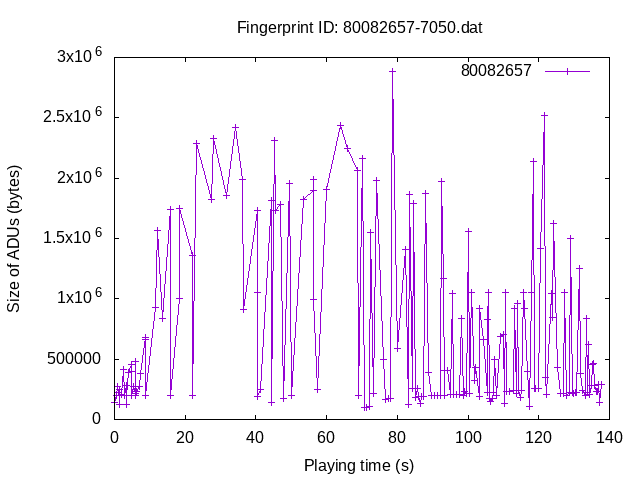 Fingerprint ID: 80082657-7050.dat
3x10^6
80082657
2.5x10^6
2x10^6
1.5x10^6
1x10^6
500000
0
Size of ADUs (bytes)
0 20 40 60 80 100 120 140
Playing time (s)